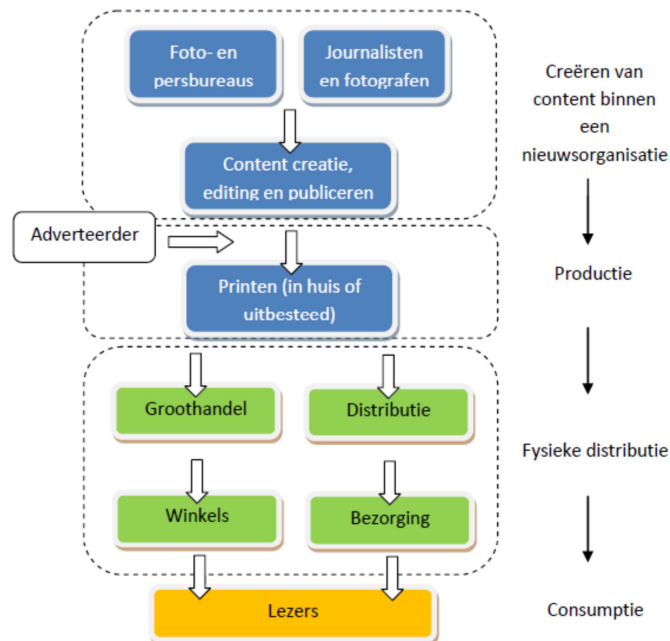 Foto- en
persbureaus
Journalisten
en fotografen
Creëren van
content binnen
een
nieuwsorganisatie
Content creatie,
editing en publiceren
Adverteerder
Printen (in huis of
uitbesteed)
Productie
Groothandel
Distributie
Fysieke distributie
Winkels
Bezorging
Lezers
Consumptie